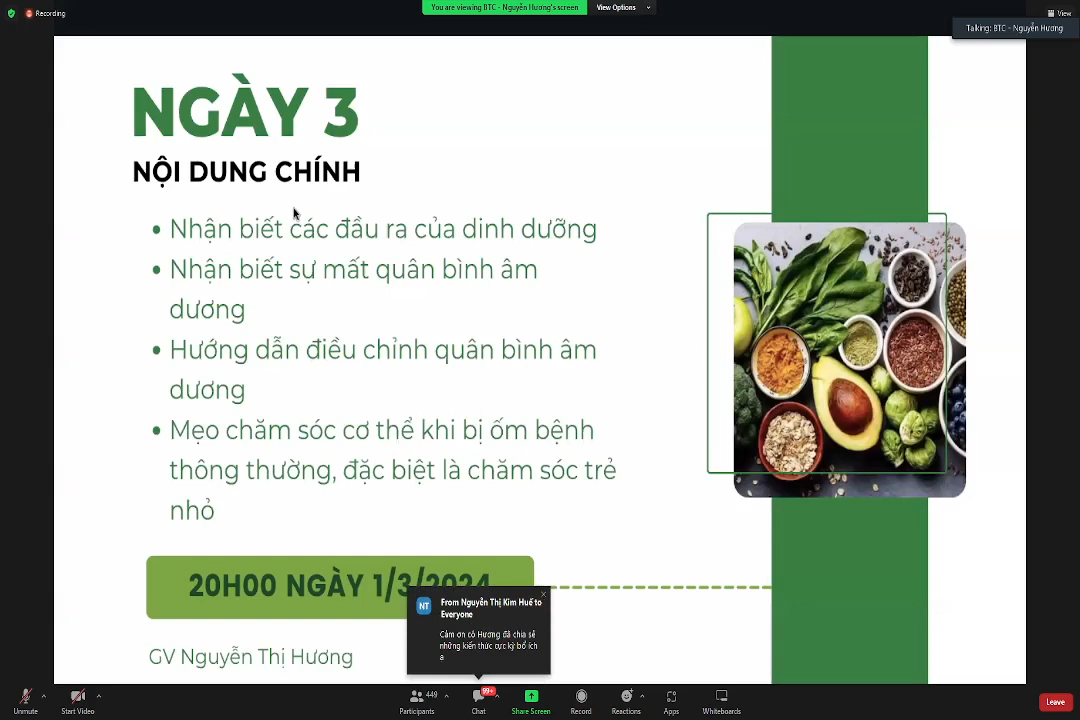 Recording
You are viewing BTC - Nguyễn Hương's screen
View Options
View
Talking: BTC - Nguyễn Hương
NGÀY 3
NỘI DUNG CHÍNH
• Nhận biết các đầu ra của dinh dưỡng
• Nhận biết sự mất quân bình âm
dương
• Hướng dẫn điều chỉnh quân bình âm
dương
• Mẹo chăm sóc cơ thể khi bị ốm bệnh
thông thường, đặc biệt là chăm sóc trẻ
nhỏ
20H00 NGÀY 1/3/2024
From Nguyễn Thị Kim Huế to
Everyone
Cảm ơn cô Hương đã chia sẻ
những kiến thức cực kỳ bổ ích
ạ
GV Nguyễn Thị Hương
Unmute
Start Video
449
Participants
99+
Chat
Share Screen
Record
Reactions
Apps
Whiteboards
Leave
NT